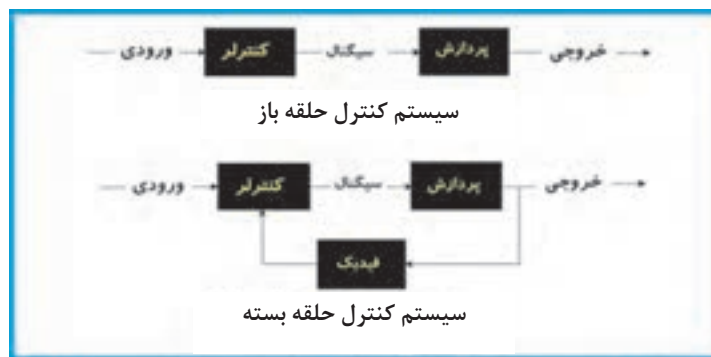 ورودی کنترلر سیگنال پردازش خروجی
سیستم کنترل حلقه باز
ورودی کنترلر سیگنال پردازش خروجی
فیدبک
سیستم کنترل حلقه بسته